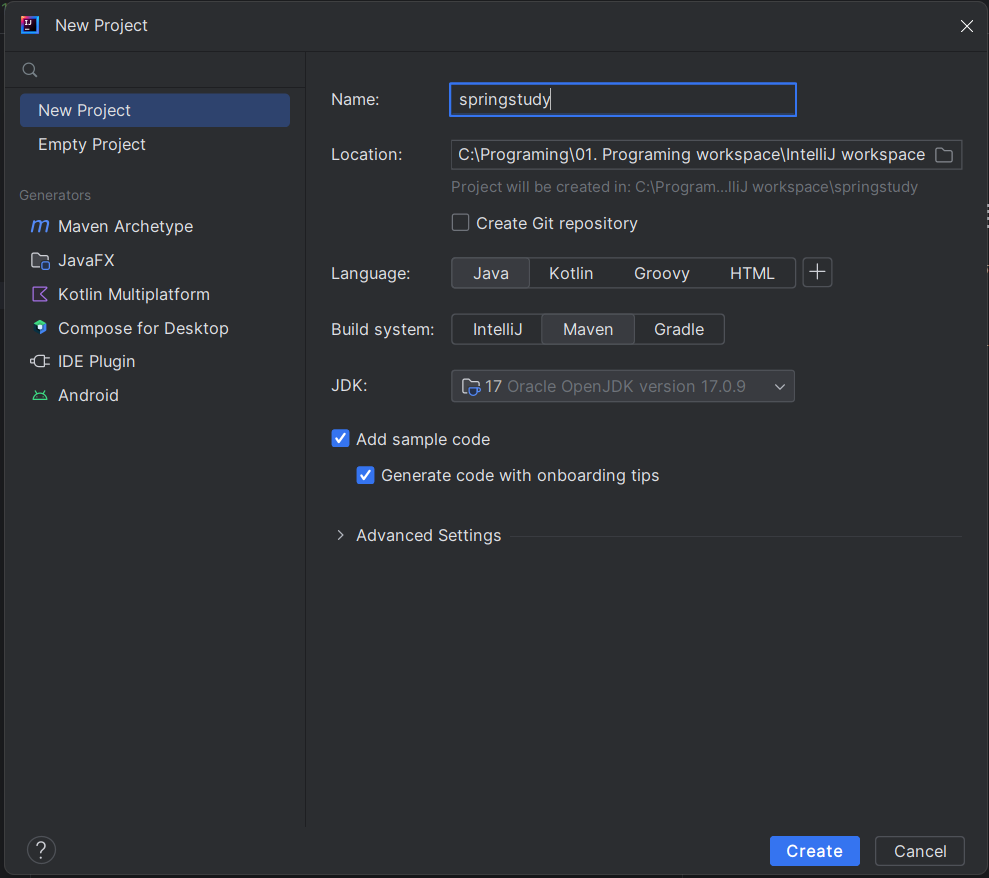 New Project
New Project
Empty Project
Generators
Maven Archetype
JavaFX
Kotlin Multiplatform
Compose for Desktop
IDE Plugin
Android
Name: springstudy
Location: C:\Programing\01. Programing workspace\IntelliJ workspace
Project will be created in: C:\Program...lliJ workspace\springstudy
Create Git repository
Language: Java Kotlin Groovy HTML
Build system: IntelliJ Maven Gradle
JDK: 17 Oracle OpenJDK version 17.0.9
Add sample code
Generate code with onboarding tips
Advanced Settings
? Create Cancel